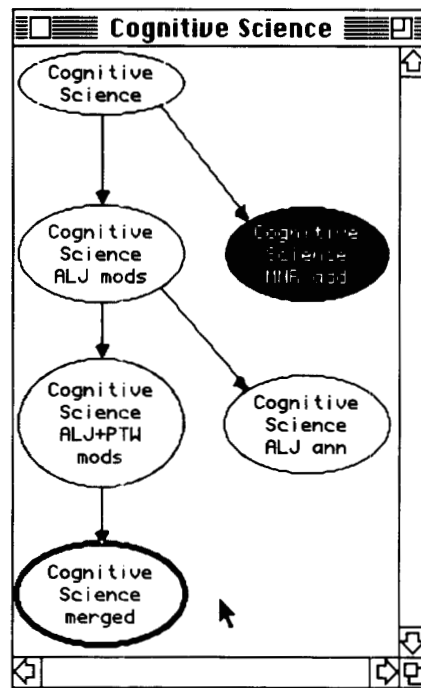 Cognitive Science
Cognitive
Science
Cognitive
Science
ALJ mods
Cognitive
Science
Cognitive
Science
ALJ+PTW
mods
Cognitive
Science
ALJ ann
Cognitive
Science
merged